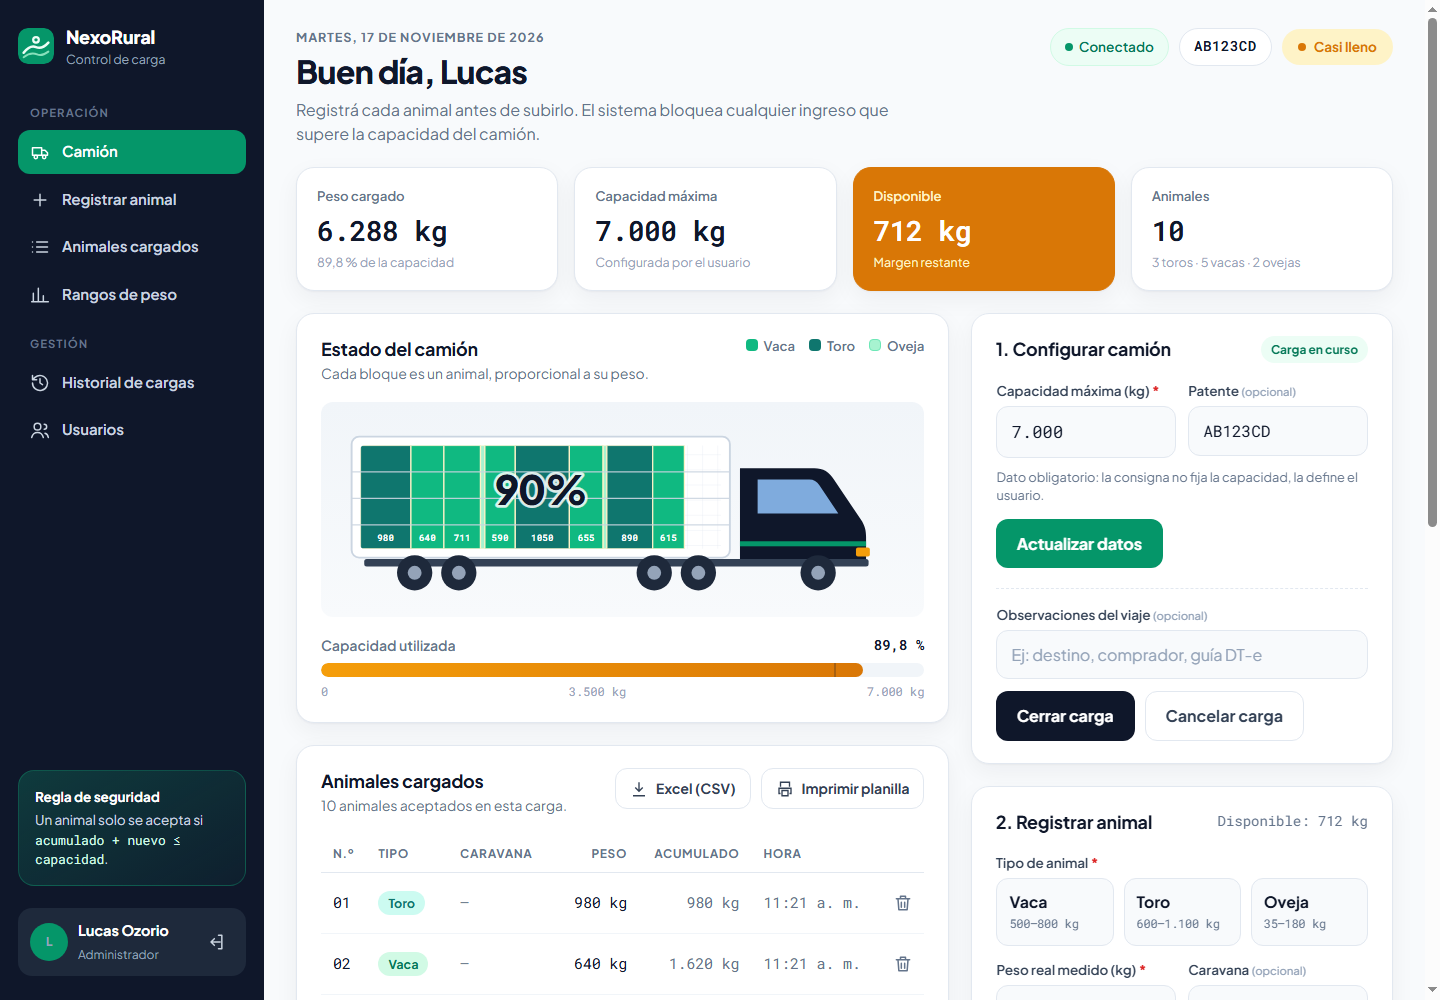 NexoRural
Control de carga
OPERACIÓN
Camión
Registrar animal
Animales cargados
Rangos de peso
GESTIÓN
Historial de cargas
Usuarios
Regla de seguridad
Un animal solo se acepta si
acumulado + nuevo ≤
capacidad.
L
Lucas Ozorio
Administrador
MARTES, 17 DE NOVIEMBRE DE 2026
Buen día, Lucas
Registrá cada animal antes de subirlo. El sistema bloquea cualquier ingreso que
supere la capacidad del camión.
Conectado
AB123CD
Casi lleno
Peso cargado
6.288 kg
89,8 % de la capacidad
Capacidad máxima
7.000 kg
Configurada por el usuario
Disponible
712 kg
Margen restante
Animales
10
3 toros · 5 vacas · 2 ovejas
Estado del camión
Vaca Toro Oveja
Cada bloque es un animal, proporcional a su peso.
90%
980 640 711 590 1050 655 890 615
Capacidad utilizada 89,8 %
0 3.500 kg 7.000 kg
Animales cargados
10 animales aceptados en esta carga.
Excel (CSV)
Imprimir planilla
N.º TIPO CARAVANA PESO ACUMULADO HORA
01 Toro — 980 kg 980 kg 11:21 a. m.
02 Vaca — 640 kg 1.620 kg 11:21 a. m.
1. Configurar camión
Carga en curso
Capacidad máxima (kg) * Patente (opcional)
7.000 AB123CD
Dato obligatorio: la consigna no fija la capacidad, la define el
usuario.
Actualizar datos
Observaciones del viaje (opcional)
Ej: destino, comprador, guía DT-e
Cerrar carga
Cancelar carga
2. Registrar animal
Disponible: 712 kg
Tipo de animal *
Vaca Toro Oveja
500–800 kg 600–1.100 kg 35–180 kg
Peso real medido (kg) * Caravana (opcional)